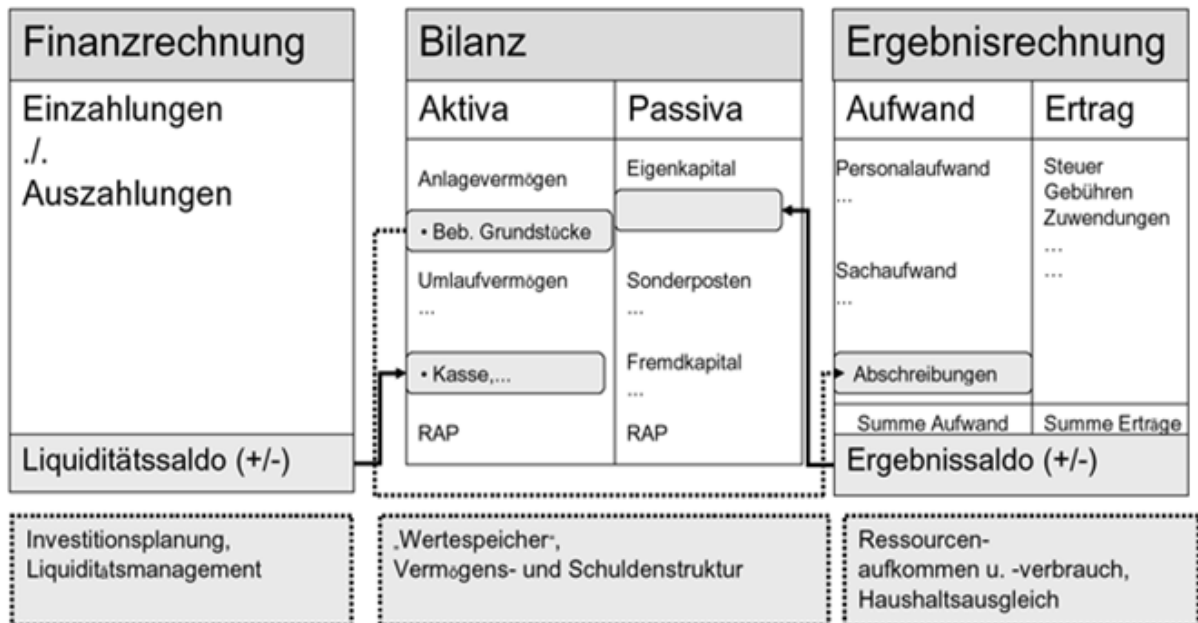 Finanzrechnung
Einzahlungen
./.
Auszahlungen
Liquiditätssaldo (+/-)
Bilanz
Aktiva
Passiva
Anlagevermögen
• Beb. Grundstücke
Umlaufvermögen
...
• Kasse,...
RAP
Eigenkapital
Sonderposten
...
Fremdkapital
...
RAP
Ergebnisrechnung
Aufwand
Ertrag
Personalaufwand
...
Sachaufwand
...
Abschreibungen
Summe Aufwand
Steuer
Gebühren
Zuwendungen
...
...
Summe Erträge
Ergebnissaldo (+/-)
Investitionsplanung,
Liquiditätsmanagement
„Wertespeicher“,
Vermögens- und Schuldenstruktur
Ressourcen-
aufkommen u. -verbrauch,
Haushaltsausgleich